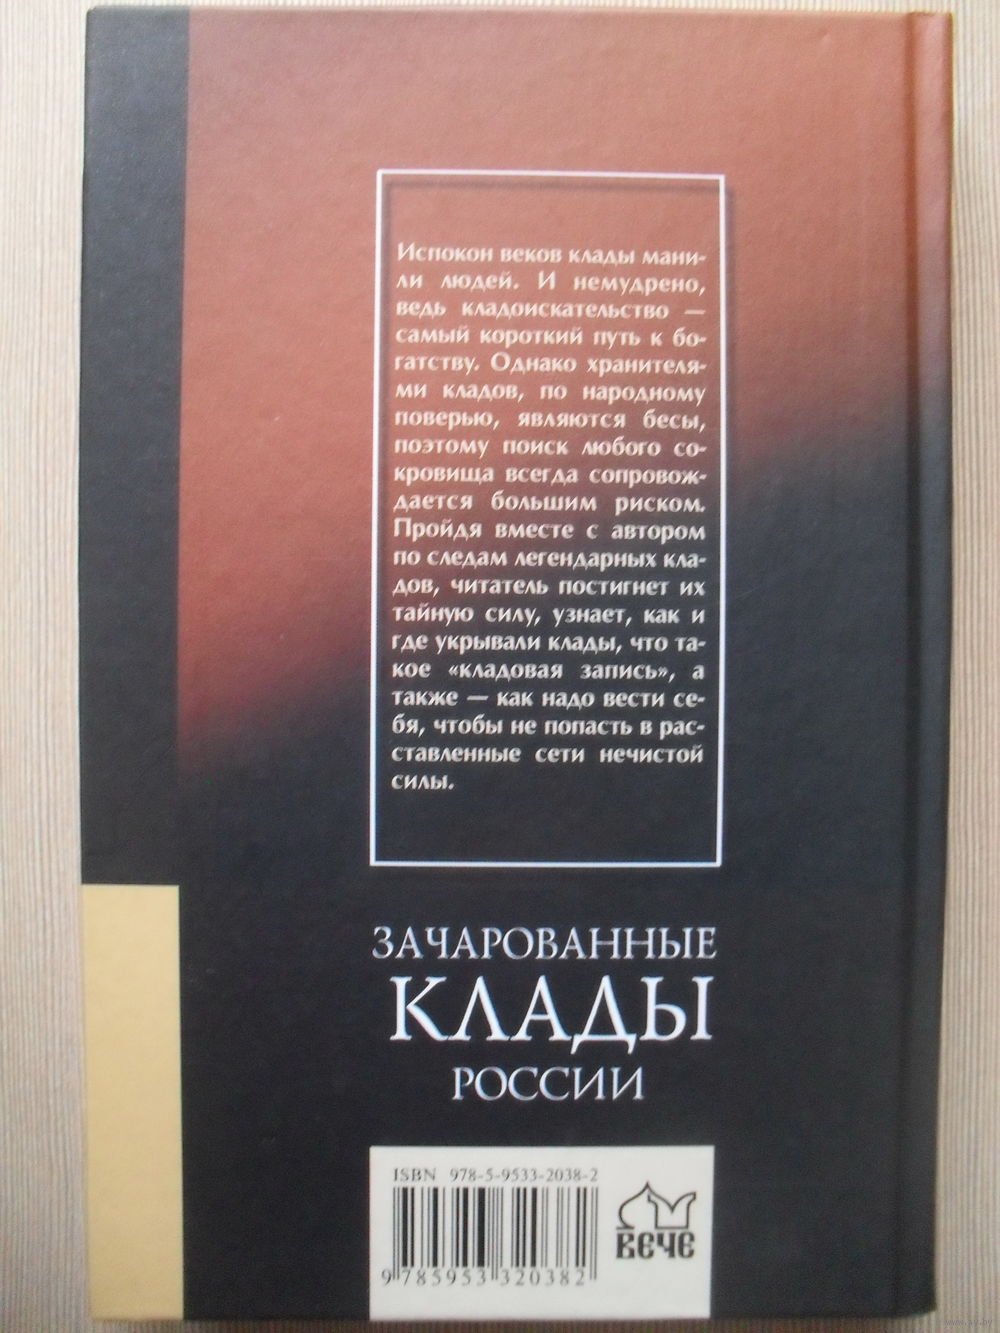 Испокон веков клады мани-
ли людей. И немудрено,
ведь кладоискательство —
самый короткий путь к бо-
гатству. Однако хранителя-
ми кладов, по народному
поверью, являются бесы,
поэтому поиск любого со-
кровища всегда сопровож-
дается большим риском.
Пройдя вместе с автором
по следам легендарных кла-
дов, читатель постигнет их
тайную силу, узнает, как и
где укрывали клады, что та-
кое «кладовая запись», а
также — как надо вести се-
бя, чтобы не попасть в рас-
ставленные сети нечистой
силы.
ЗАЧАРОВАННЫЕ
КЛАДЫ
РОССИИ
ISBN 978-5-9533-2038-2
ВЕЧЕ
9 785953 320382